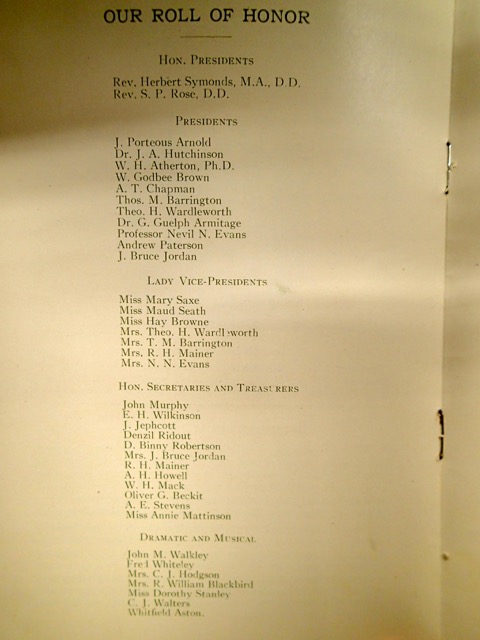 OUR ROLL OF HONOR
HON. PRESIDENTS
Rev. Herbert Symonds, M.A., D D.
Rev. S. P. Rose, D.D.
PRESIDENTS
J. Porteous Arnold
Dr. J. A. Hutchinson
W. H. Atherton, Ph.D.
W. Godbee Brown
A. T. Chapman
Thos. M. Barrington
Theo. H. Wardleworth
Dr. G. Guelph Armitage
Professor Nevil N. Evans
Andrew Paterson
J. Bruce Jordan
LADY VICE-PRESIDENTS
Miss Mary Saxe
Miss Maud Seath
Miss Hay Browne
Mrs. Theo. H. Wardleworth
Mrs. T. M. Barrington
Mrs. R. H. Mainer
Mrs. N. N. Evans
HON. SECRETARIES AND TREASURERS
John Murphy
E. H. Wilkinson
J. Jephcott
Denzil Ridout
D. Binny Robertson
Mrs. J. Bruce Jordan
R. H. Mainer
A. H. Howell
W. H. Mack
Oliver G. Beckit
A. E. Stevens
Miss Annie Mattinson
DRAMATIC AND MUSICAL
John M. Walkley
Fred Whiteley
Mrs. C. J. Hodgson
Mrs. R. William Blackbird
Miss Dorothy Stanley
C. J. Walters
Whitfield Aston.